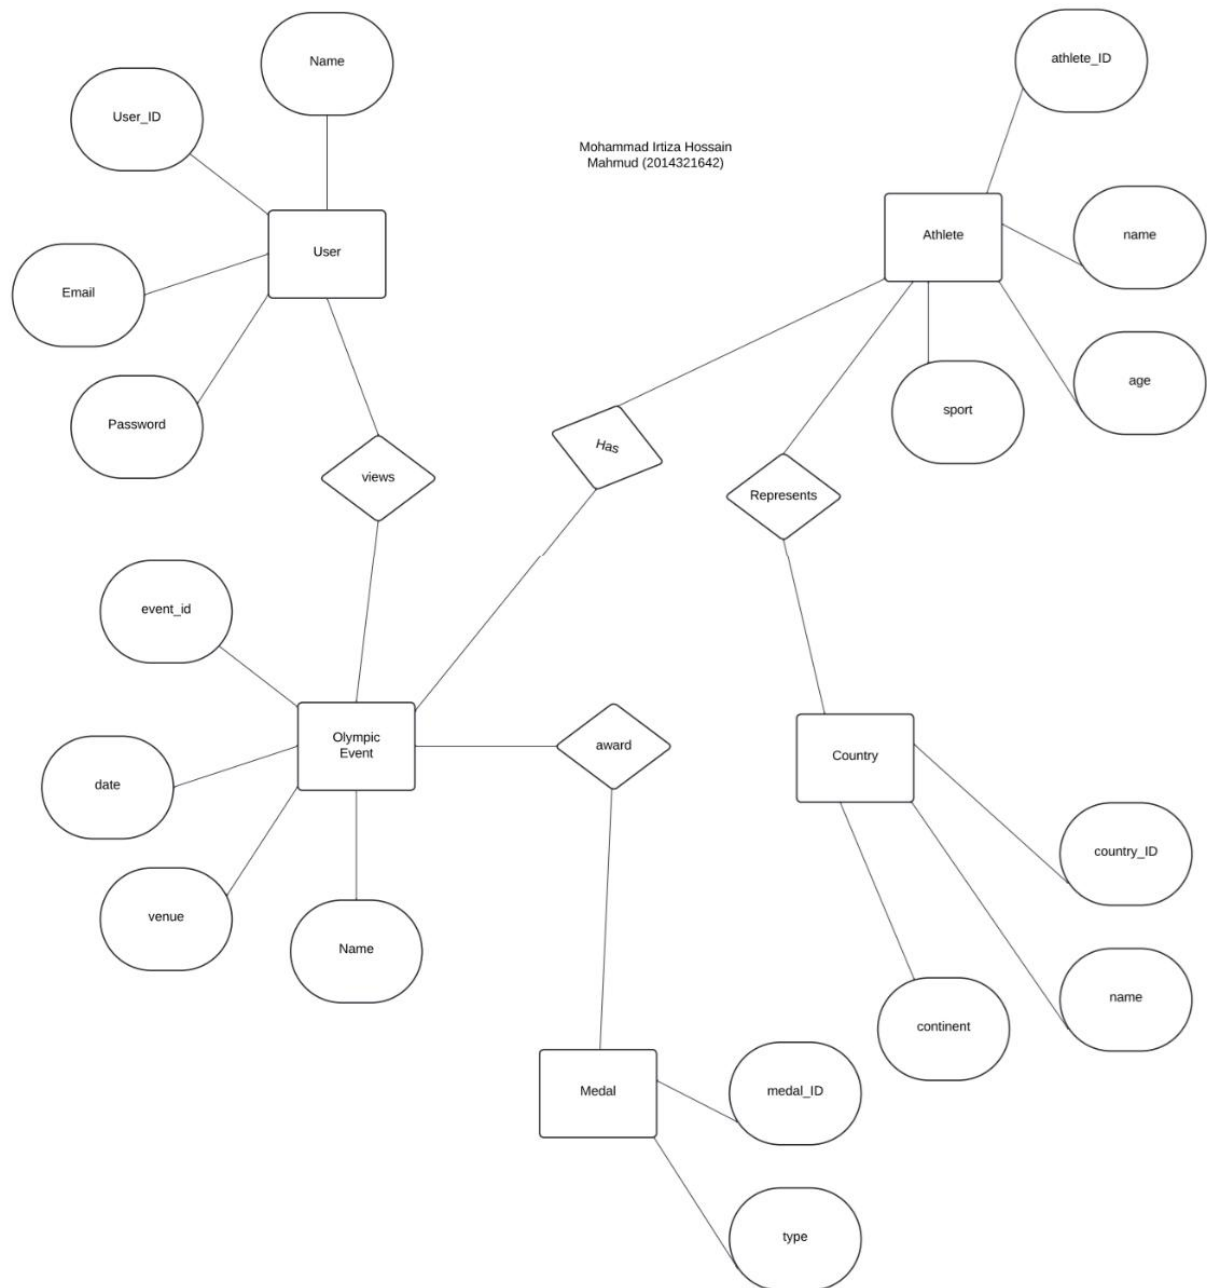 Name
athlete_ID
User_ID
Mohammad Irtiza Hossain
Mahmud (2014321642)
name
Athlete
User
Email
age
sport
Password
Has
views
Represents
event_id
Olympic
Event
award
Country
date
country_ID
venue
Name
name
continent
Medal
medal_ID
type